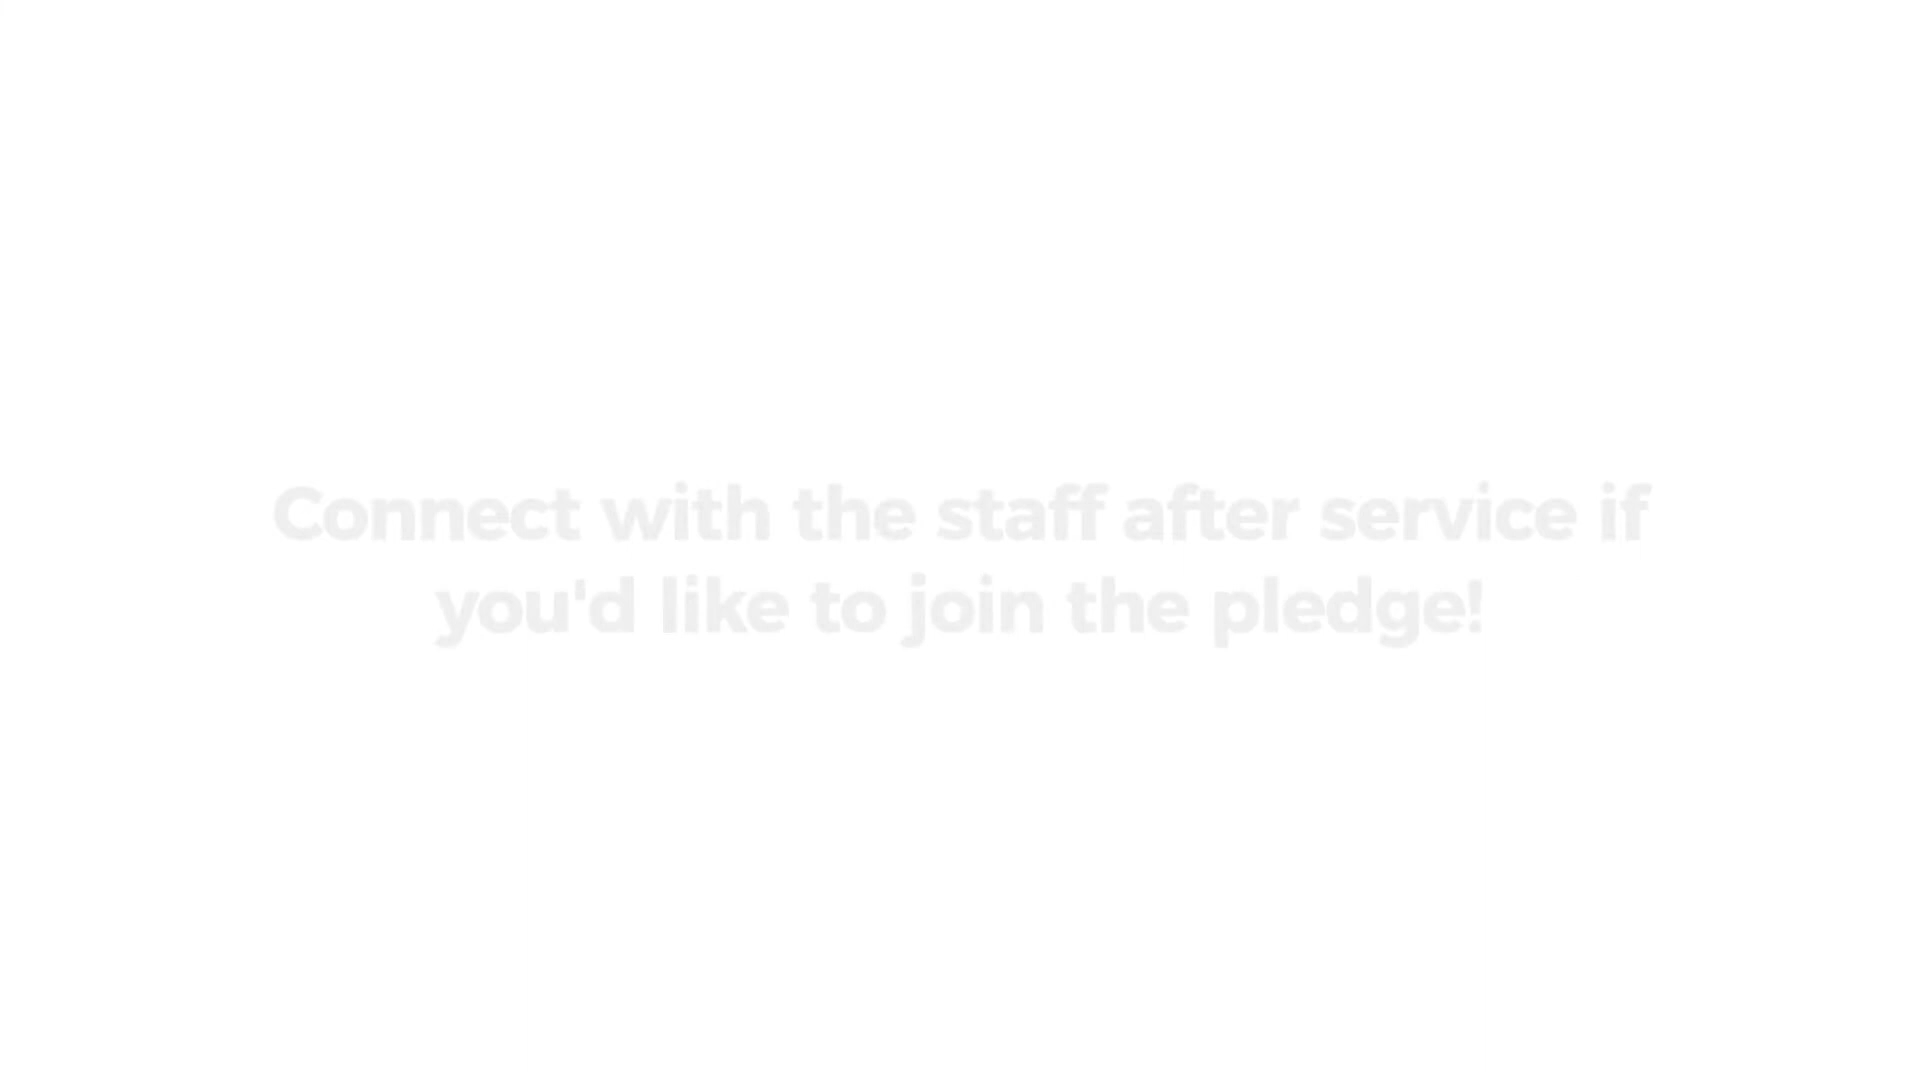 Connect with the staff after service if
you'd like to join the pledge!